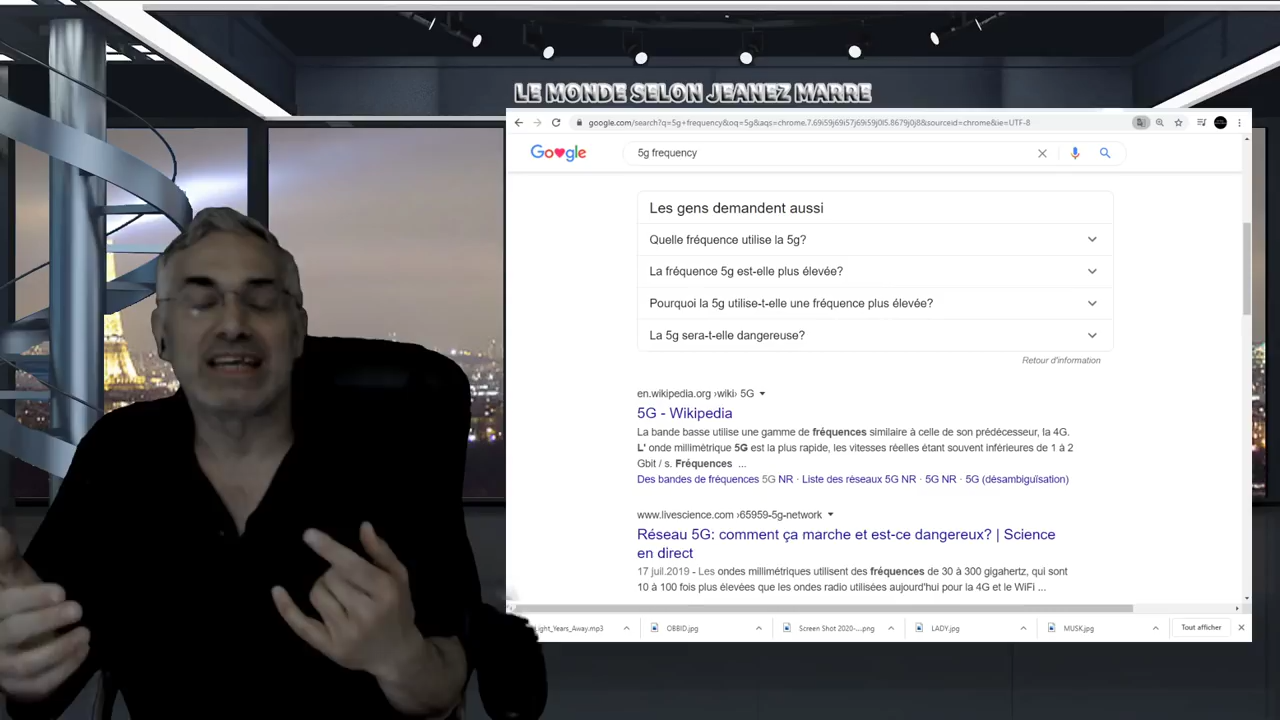 LE MONDE SELON JEANEZ MARRE
google.com/search?q=5g+frequency&oq=5g&aqs=chrome.7.69i59j69i57j69i59j0l5.8679j0j8&sourceid=chrome&ie=UTF-8
Google
5g frequency
Les gens demandent aussi
Quelle fréquence utilise la 5g?
La fréquence 5g est-elle plus élevée?
Pourquoi la 5g utilise-t-elle une fréquence plus élevée?
La 5g sera-t-elle dangereuse?
Retour d'information
en.wikipedia.org ›wiki› 5G
5G - Wikipedia
La bande basse utilise une gamme de fréquences similaire à celle de son prédécesseur, la 4G.
L' onde millimétrique 5G est la plus rapide, les vitesses réelles étant souvent inférieures de 1 à 2
Gbit / s. Fréquences ...
Des bandes de fréquences 5G NR · Liste des réseaux 5G NR · 5G NR · 5G (désambiguïsation)
www.livescience.com ›65959-5g-network
Réseau 5G: comment ça marche et est-ce dangereux? | Science
en direct
17 juil.2019 - Les ondes millimétriques utilisent des fréquences de 30 à 300 gigahertz, qui sont
10 à 100 fois plus élevées que les ondes radio utilisées aujourd'hui pour la 4G et le WiFi ...
Light_Years_Away.mp3 OBBID.jpg Screen Shot 2020-...png LADY.jpg MUSK.jpg Tout afficher